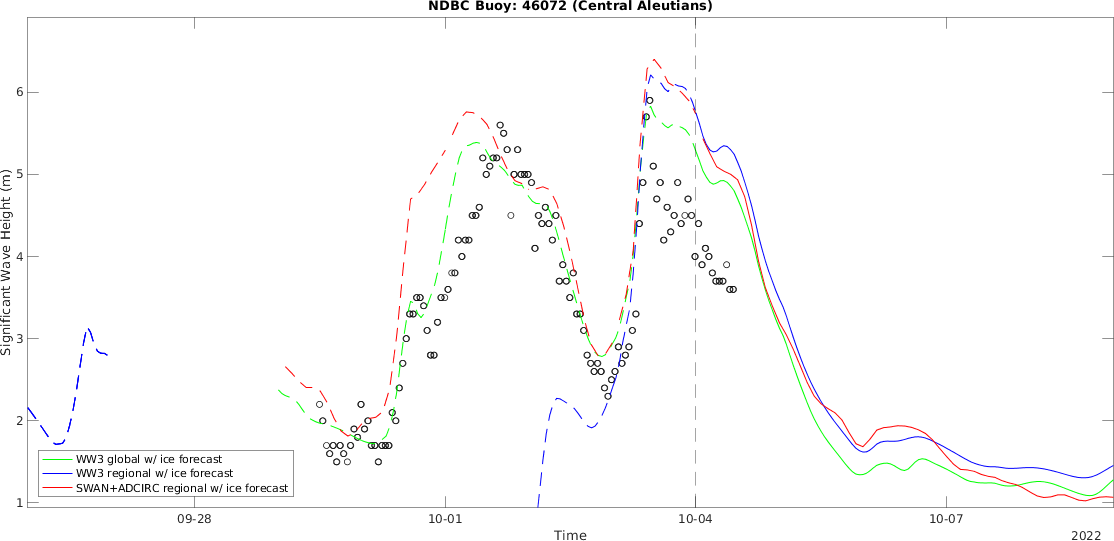 NDBC Buoy: 46072 (Central Aleutians)
Significant Wave Height (m)
6
5
4
3
2
1
WW3 global w/ ice forecast
WW3 regional w/ ice forecast
SWAN+ADCIRC regional w/ ice forecast
09-28
10-01
10-04
10-07
Time
2022